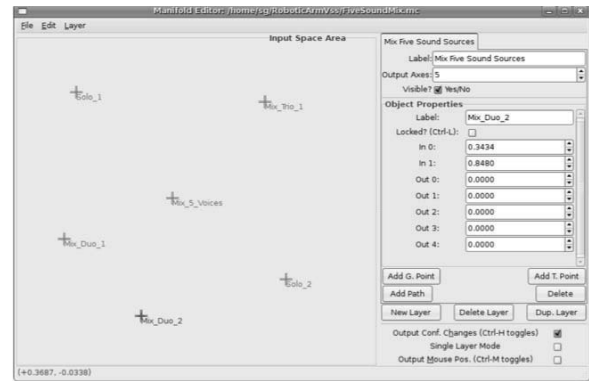 Manifold Editor: /home/sg/RoboticArmVss/FiveSoundMix.mc
File Edit Layer
Input Space Area
Solo_1
Mix_Trio_1
Mix_5_Voices
Mix_Duo_1
Solo_2
Mix_Duo_2
(+0.3687, -0.0338)
Mix Five Sound Sources
Label: Mix Five Sound Sources
Output Axes: 5
Visible? Yes/No
Object Properties
Label: Mix_Duo_2
Locked? (Ctrl-L):
In 0: 0.3434
In 1: 0.8480
Out 0: 0.0000
Out 1: 0.0000
Out 2: 0.0000
Out 3: 0.0000
Out 4: 0.0000
Add G. Point Add T. Point
Add Path Delete
New Layer Delete Layer Dup. Layer
Output Conf. Changes (Ctrl-H toggles)
Single Layer Mode
Output Mouse Pos. (Ctrl-M toggles)